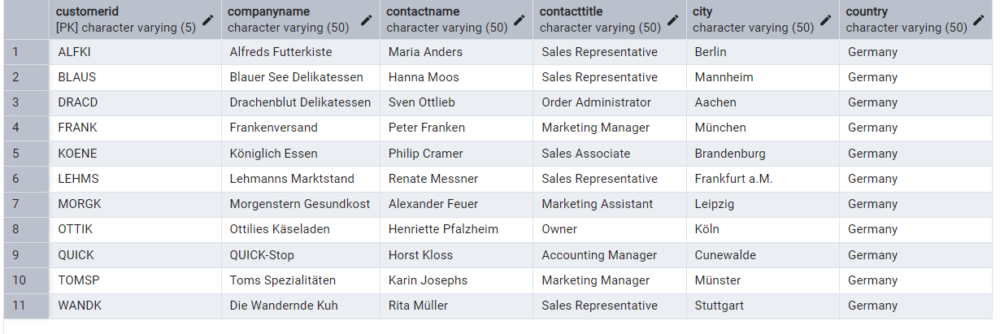 customerid companyname contactname contacttitle city country
[PK] character varying (5) character varying (50) character varying (50) character varying (50) character varying (50) character varying (50)
1 ALFKI Alfreds Futterkiste Maria Anders Sales Representative Berlin Germany
2 BLAUS Blauer See Delikatessen Hanna Moos Sales Representative Mannheim Germany
3 DRACD Drachenblut Delikatessen Sven Ottlieb Order Administrator Aachen Germany
4 FRANK Frankenversand Peter Franken Marketing Manager München Germany
5 KOENE Königlich Essen Philip Cramer Sales Associate Brandenburg Germany
6 LEHMS Lehmanns Marktstand Renate Messner Sales Representative Frankfurt a.M. Germany
7 MORGK Morgenstern Gesundkost Alexander Feuer Marketing Assistant Leipzig Germany
8 OTTIK Ottilies Käseladen Henriette Pfalzheim Owner Köln Germany
9 QUICK QUICK-Stop Horst Kloss Accounting Manager Cunewalde Germany
10 TOMSP Toms Spezialitäten Karin Josephs Marketing Manager Münster Germany
11 WANDK Die Wandernde Kuh Rita Müller Sales Representative Stuttgart Germany